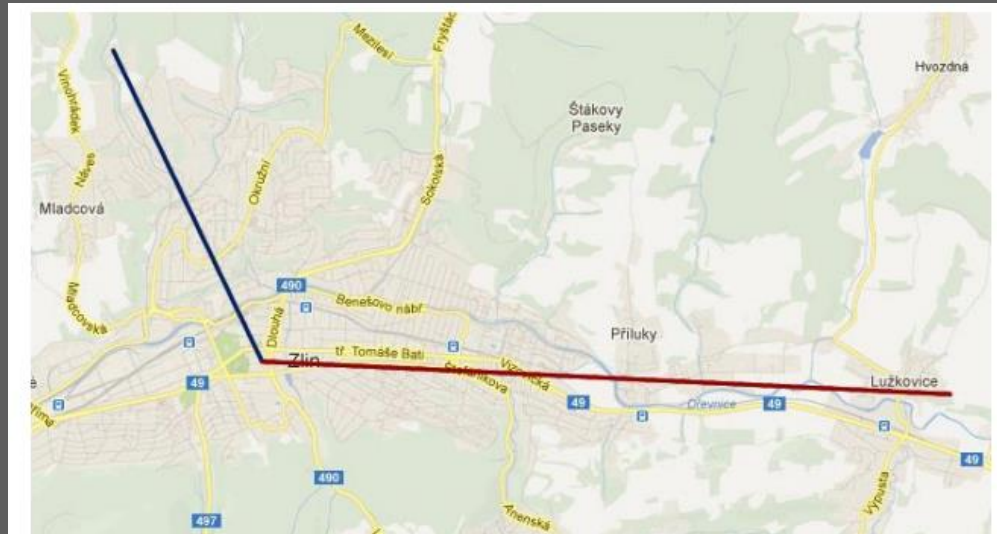 Mezilesí
Fryšták
Hvozdná
Vinohrádek
Štákovy
Paseky
Náves
Okružní
Sokolská
Mladcová
490
Mladcovská
Dlouhá
Benešovo nábř
Příluky
tř. Tomáše Bati
Zlín
Vizovická
49
Lužkovice
49
Dřevnice
49
49
490
Výpusta
497
Anenská